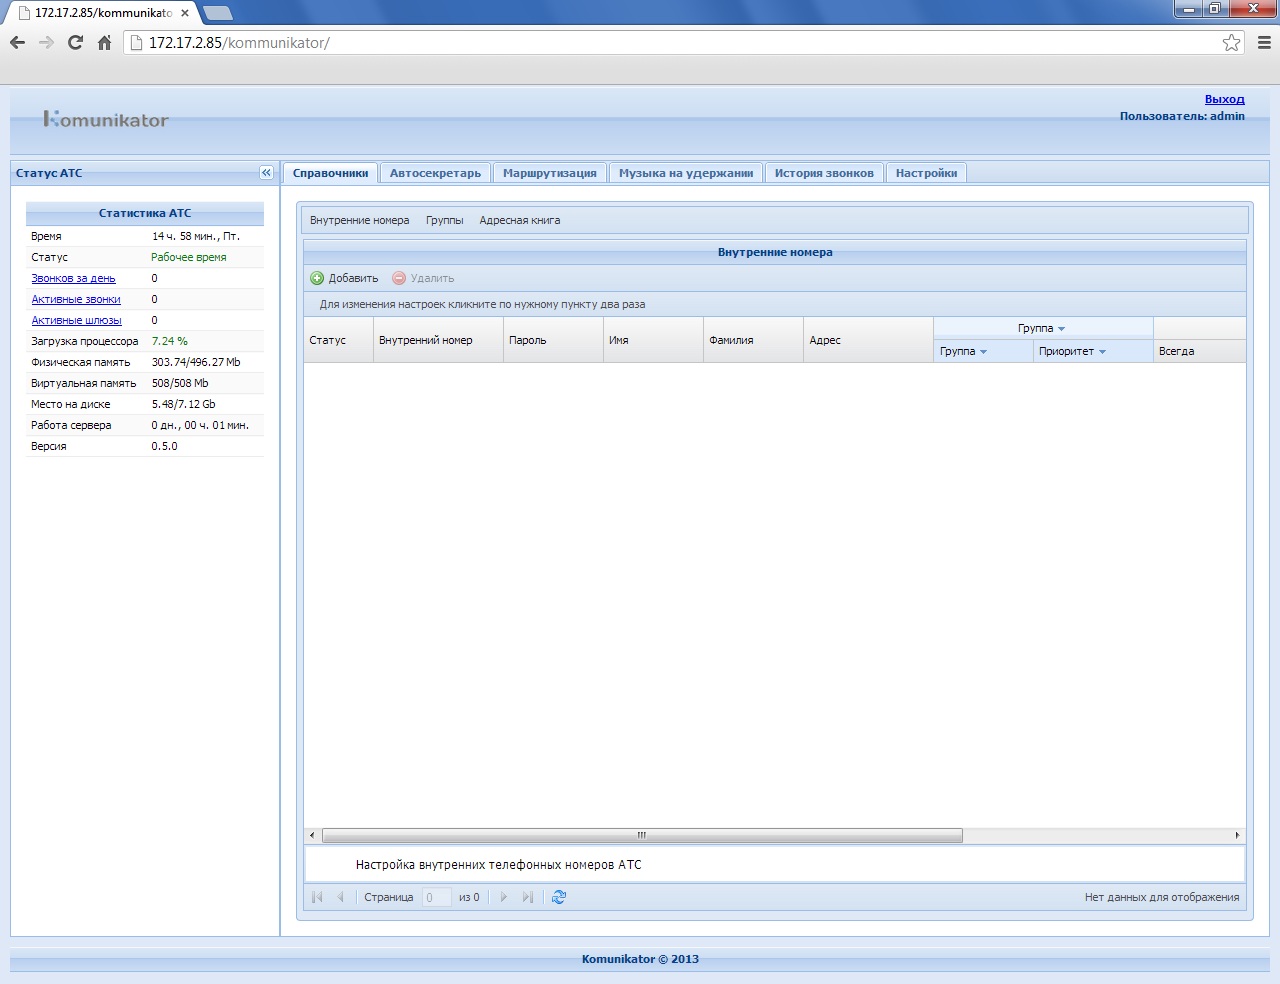 172.17.2.85/kommunikato
172.17.2.85/kommunikator/
Выход
Komunikator
Пользователь: admin
Статус АТС
Справочники Автосекретарь Маршрутизация Музыка на удержании История звонков Настройки
Статистика АТС
Время 14 ч. 58 мин., Пт.
Статус Рабочее время
Звонков за день 0
Активные звонки 0
Активные шлюзы 0
Загрузка процессора 7.24 %
Физическая память 303.74/496.27 Mb
Виртуальная память 508/508 Mb
Место на диске 5.48/7.12 Gb
Работа сервера 0 дн., 00 ч. 01 мин.
Версия 0.5.0
Внутренние номера Группы Адресная книга
Внутренние номера
Добавить Удалить
Для изменения настроек кликните по нужному пункту два раза
Статус Внутренний номер Пароль Имя Фамилия Адрес
Группа
Группа Приоритет Всегда
Настройка внутренних телефонных номеров АТС
Страница 0 из 0 Нет данных для отображения
Komunikator © 2013